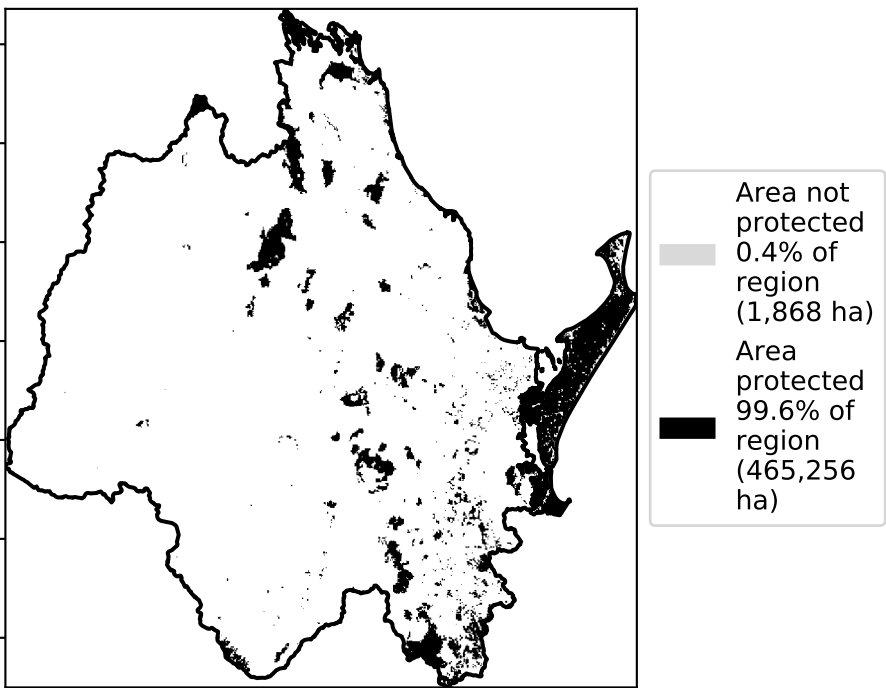 Area not
protected
0.4% of
region
(1,868 ha)
Area
protected
99.6% of
region
(465,256
ha)